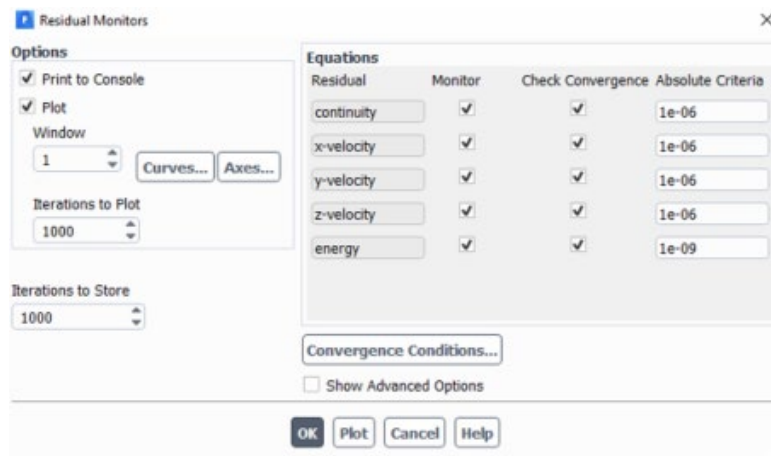 Residual Monitors
Options
Print to Console
Plot
Window
1
Curves...
Axes...
Iterations to Plot
1000
Iterations to Store
1000
Equations
Residual Monitor Check Convergence Absolute Criteria
continuity 1e-06
x-velocity 1e-06
y-velocity 1e-06
z-velocity 1e-06
energy 1e-09
Convergence Conditions...
Show Advanced Options
OK Plot Cancel Help